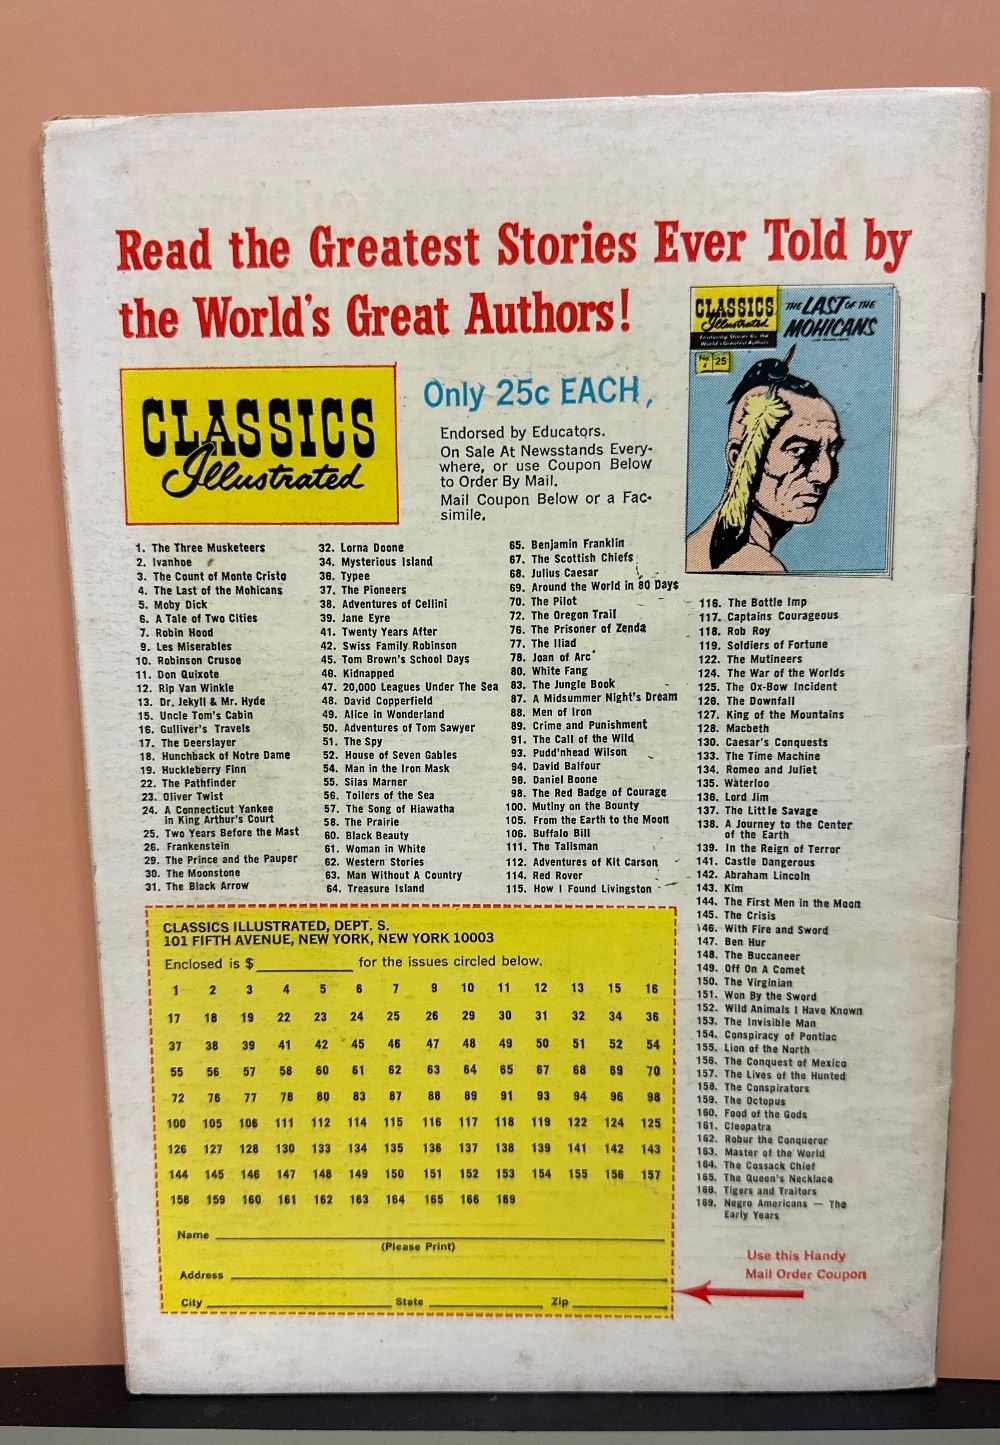 Read the Greatest Stories Ever Told by
the World's Great Authors!
CLASSICS
Illustrated
Only 25c EACH,
Endorsed by Educators.
On Sale At Newsstands Every-
where, or use Coupon Below
to Order By Mail.
Mail Coupon Below or a Fac-
simile.
CLASSICS
Illustrated
Featuring Stories by the
World's Greatest Authors
No 4 25
THE LAST OF THE
MOHICANS
1. The Three Musketeers
2. Ivanhoe
3. The Count of Monte Cristo
4. The Last of the Mohicans
5. Moby Dick
6. A Tale of Two Cities
7. Robin Hood
9. Les Miserables
10. Robinson Crusoe
11. Don Quixote
12. Rip Van Winkle
13. Dr. Jekyll & Mr. Hyde
15. Uncle Tom's Cabin
16. Gulliver's Travels
17. The Deerslayer
18. Hunchback of Notre Dame
19. Huckleberry Finn
22. The Pathfinder
23. Oliver Twist
24. A Connecticut Yankee
in King Arthur's Court
25. Two Years Before the Mast
26. Frankenstein
29. The Prince and the Pauper
30. The Moonstone
31. The Black Arrow
32. Lorna Doone
34. Mysterious Island
36. Typee
37. The Pioneers
38. Adventures of Cellini
39. Jane Eyre
41. Twenty Years After
42. Swiss Family Robinson
45. Tom Brown's School Days
46. Kidnapped
47. 20,000 Leagues Under The Sea
48. David Copperfield
49. Alice in Wonderland
50. Adventures of Tom Sawyer
51. The Spy
52. House of Seven Gables
54. Man in the Iron Mask
55. Silas Marner
56. Toilers of the Sea
57. The Song of Hiawatha
58. The Prairie
60. Black Beauty
61. Woman in White
62. Western Stories
63. Man Without A Country
64. Treasure Island
65. Benjamin Franklin
67. The Scottish Chiefs
68. Julius Caesar
69. Around the World in 80 Days
70. The Pilot
72. The Oregon Trail
76. The Prisoner of Zenda
77. The Iliad
78. Joan of Arc
80. White Fang
83. The Jungle Book
87. A Midsummer Night's Dream
88. Men of Iron
89. Crime and Punishment
91. The Call of the Wild
93. Pudd'nhead Wilson
94. David Balfour
96. Daniel Boone
98. The Red Badge of Courage
100. Mutiny on the Bounty
105. From the Earth to the Moon
106. Buffalo Bill
111. The Talisman
112. Adventures of Kit Carson
114. Red Rover
115. How I Found Livingston
116. The Bottle Imp
117. Captains Courageous
118. Rob Roy
119. Soldiers of Fortune
122. The Mutineers
124. The War of the Worlds
125. The Ox-Bow Incident
126. The Downfall
127. King of the Mountains
128. Macbeth
130. Caesar's Conquests
133. The Time Machine
134. Romeo and Juliet
135. Waterloo
136. Lord Jim
137. The Little Savage
138. A Journey to the Center
of the Earth
139. In the Reign of Terror
141. Castle Dangerous
142. Abraham Lincoln
143. Kim
144. The First Men in the Moon
145. The Crisis
146. With Fire and Sword
147. Ben Hur
148. The Buccaneer
149. Off On A Comet
150. The Virginian
151. Won By the Sword
152. Wild Animals I Have Known
153. The Invisible Man
154. Conspiracy of Pontiac
155. Lion of the North
156. The Conquest of Mexico
157. The Lives of the Hunted
158. The Conspirators
159. The Octopus
160. Food of the Gods
161. Cleopatra
162. Robur the Conqueror
163. Master of the World
164. The Cossack Chief
165. The Queen's Necklace
166. Tigers and Traitors
169. Negro Americans — The
Early Years
CLASSICS ILLUSTRATED, DEPT. S.
101 FIFTH AVENUE, NEW YORK, NEW YORK 10003
Enclosed is $ for the issues circled below.
1 2 3 4 5 6 7 9 10 11 12 13 15 16
17 18 19 22 23 24 25 26 29 30 31 32 34 36
37 38 39 41 42 45 46 47 48 49 50 51 52 54
55 56 57 58 60 61 62 63 64 65 67 68 69 70
72 76 77 78 80 83 87 88 89 91 93 94 96 98
100 105 106 111 112 114 115 116 117 118 119 122 124 125
126 127 128 130 133 134 135 136 137 138 139 141 142 143
144 145 146 147 148 149 150 151 152 153 154 155 156 157
158 159 160 161 162 163 164 165 166 169
Name
(Please Print)
Address
City State Zip
Use this Handy
Mail Order Coupon